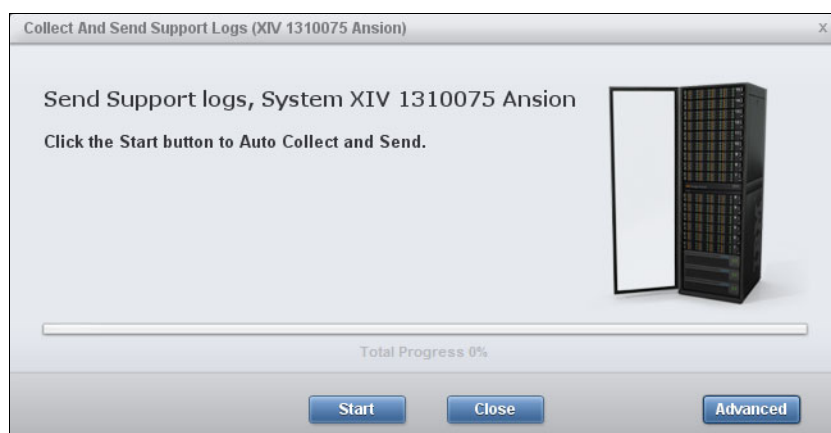 Collect And Send Support Logs (XIV 1310075 Ansion)
x
Send Support logs, System XIV 1310075 Ansion
Click the Start button to Auto Collect and Send.
Total Progress 0%
Start
Close
Advanced